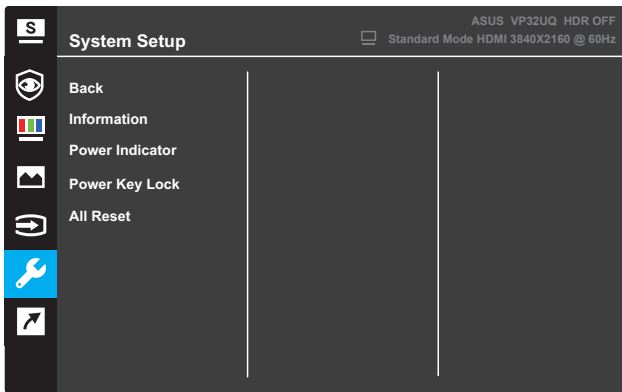 S
ASUS VP32UQ HDR OFF
System Setup
Standard Mode HDMI 3840X2160 @ 60Hz
Back
Information
Power Indicator
Power Key Lock
All Reset